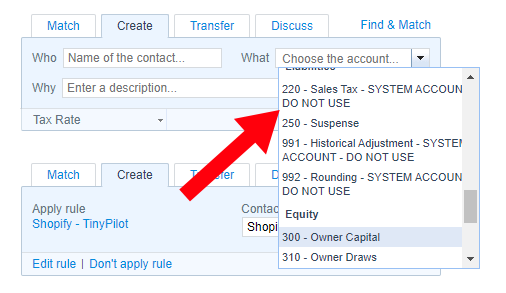 Match Create Transfer Discuss Find & Match
Who Name of the contact... What Choose the account...
Why Enter a description...
Tax Rate
Liabilities
220 - Sales Tax - SYSTEM ACCOUN
DO NOT USE
250 - Suspense
991 - Historical Adjustment - SYSTEM
ACCOUNT - DO NOT USE
992 - Rounding - SYSTEM ACCOUN
DO NOT USE
Equity
300 - Owner Capital
310 - Owner Draws
Match Create Transfer D
Apply rule
Shopify - TinyPilot
Contac
Shopi
Edit rule | Don't apply rule